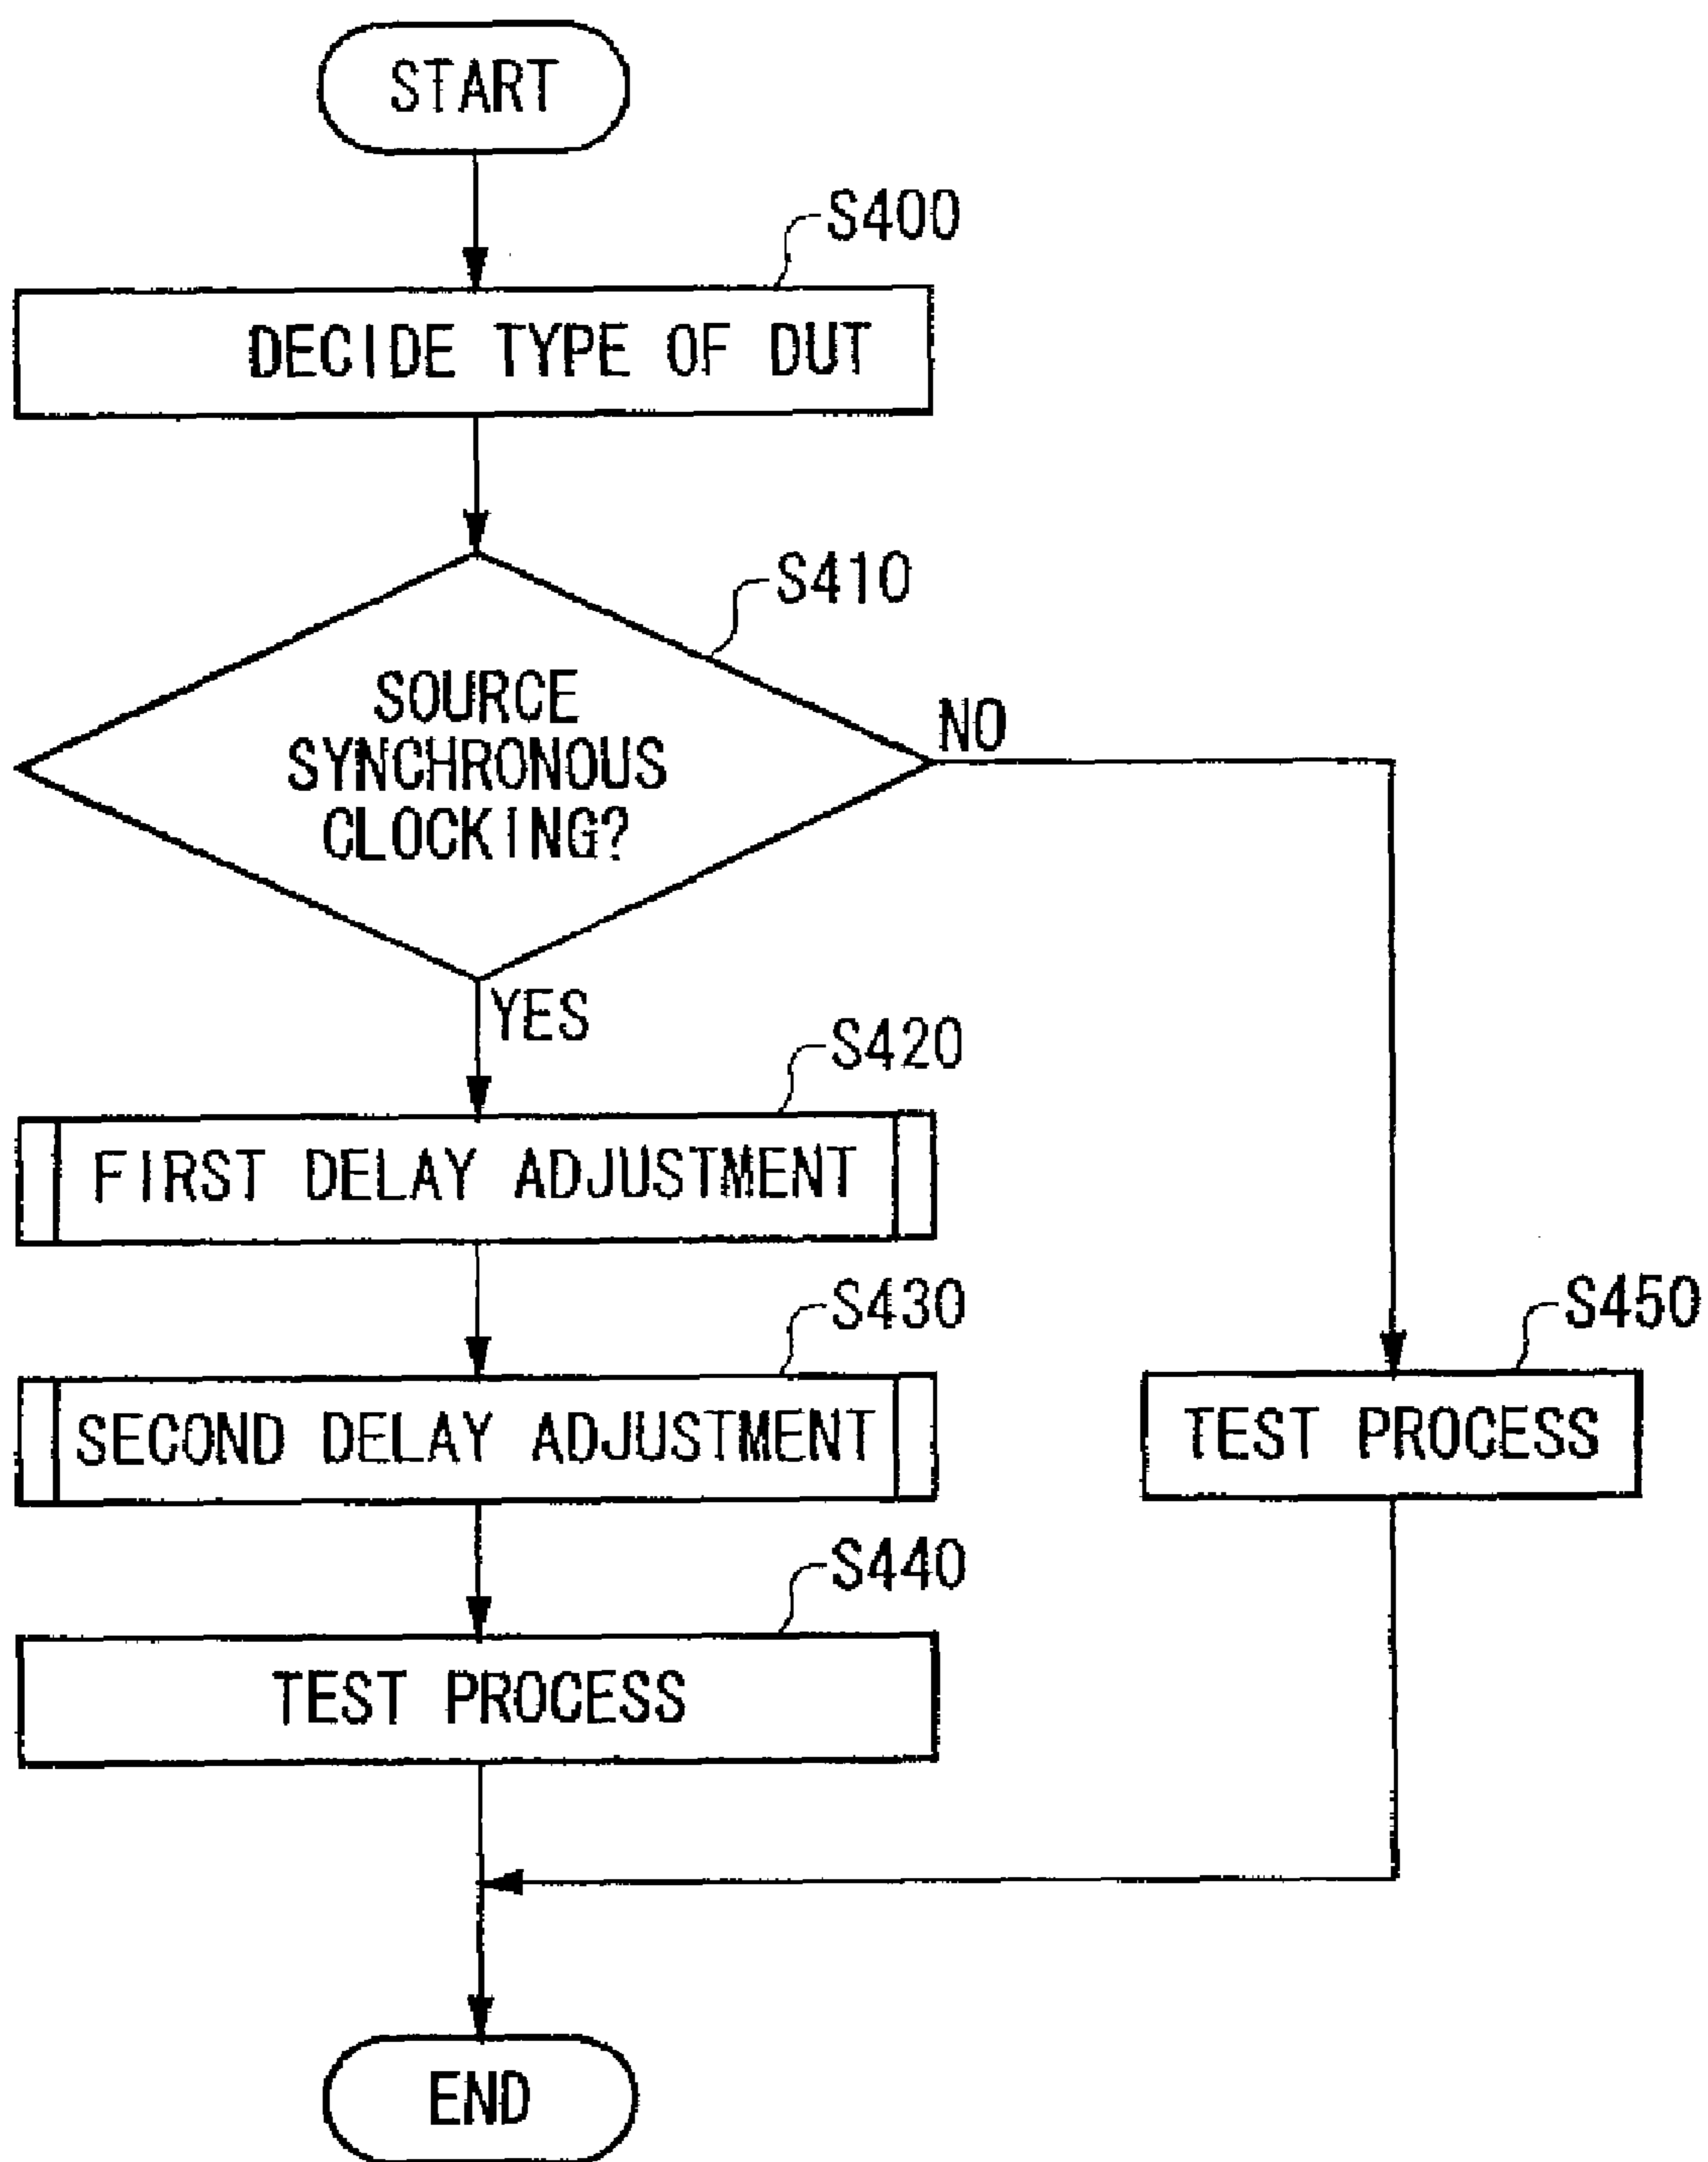 START
S400
DECIDE TYPE OF DUT
S410
SOURCE
SYNCHRONOUS
CLOCKING?
NO
YES
S420
FIRST DELAY ADJUSTMENT
S430
SECOND DELAY ADJUSTMENT
S450
TEST PROCESS
S440
TEST PROCESS
END